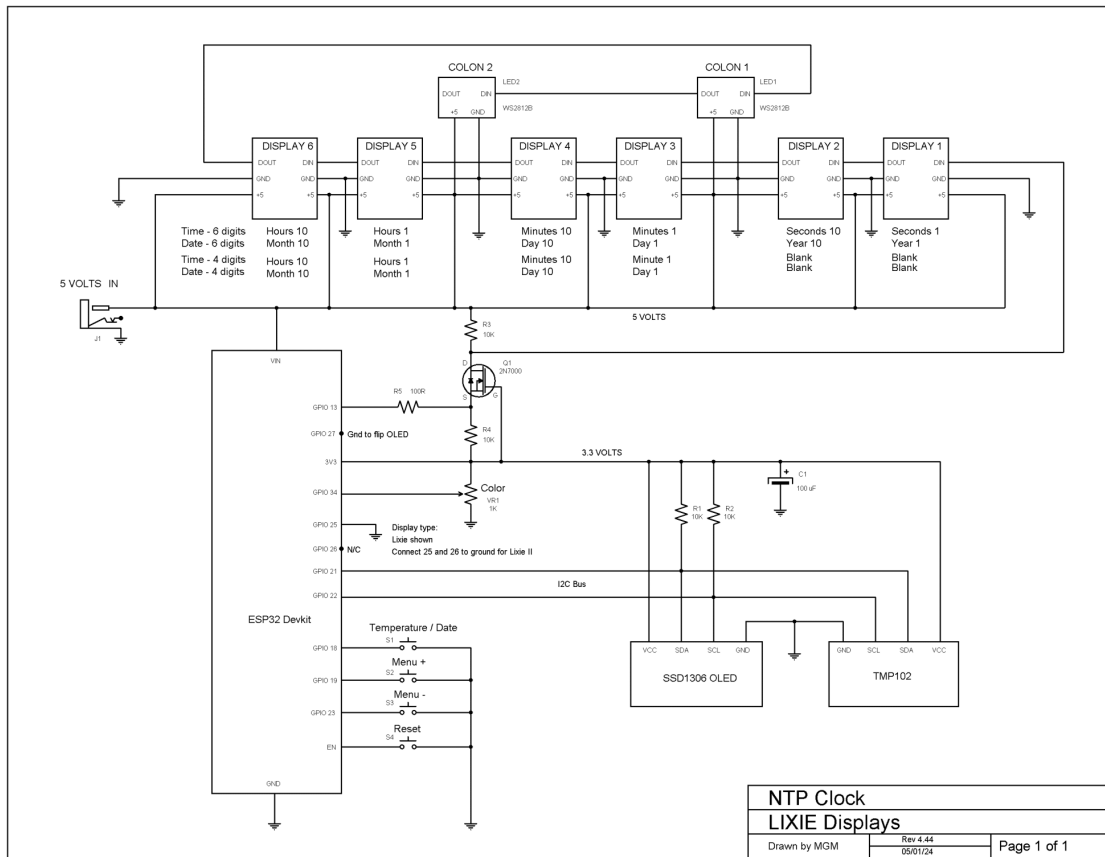 COLON 2
COLON 1
LED2
LED1
DOUT DIN
DOUT DIN
+5 GND
WS2812B
+5 GND
WS2812B
DISPLAY 6
DISPLAY 5
DISPLAY 4
DISPLAY 3
DISPLAY 2
DISPLAY 1
DOUT DIN
DOUT DIN
DOUT DIN
DOUT DIN
DOUT DIN
DOUT DIN
GND GND
GND GND
GND GND
GND GND
GND GND
GND GND
+5 +5
+5 +5
+5 +5
+5 +5
+5 +5
+5 +5
Time - 6 digits
Date - 6 digits
Time - 4 digits
Date - 4 digits
Hours 10
Month 10
Hours 10
Month 10
Hours 1
Month 1
Hours 1
Month 1
Minutes 10
Day 10
Minutes 10
Day 10
Minutes 1
Day 1
Minute 1
Day 1
Seconds 10
Year 10
Blank
Blank
Seconds 1
Year 1
Blank
Blank
5 VOLTS IN
J1
5 VOLTS
R3
10K
VIN
D
Q1
2N7000
S
G
R5 100R
GPIO 13
GPIO 27
Gnd to flip OLED
R4
10K
3V3
3.3 VOLTS
C1
+
100 uF
GPIO 34
Color
VR1
1K
R1
10K
R2
10K
GPIO 25
Display type:
Lixie shown
Connect 25 and 26 to ground for Lixie II
GPIO 26
N/C
GPIO 21
I2C Bus
GPIO 22
ESP32 Devkit
Temperature / Date
S1
GPIO 18
Menu +
S2
GPIO 19
Menu -
S3
GPIO 23
Reset
S4
EN
GND
VCC SDA SCL GND
SSD1306 OLED
GND SCL SDA VCC
TMP102
NTP Clock
LIXIE Displays
Drawn by MGM
Rev 4.44
05/01/24
Page 1 of 1